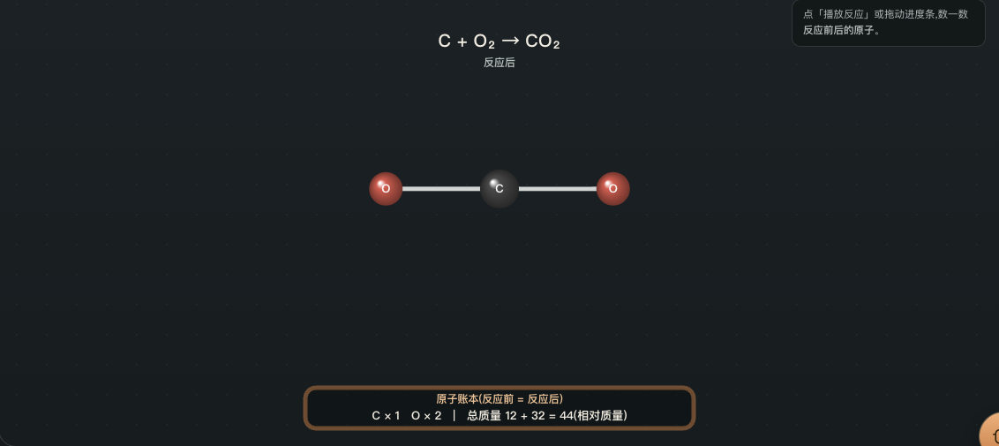 点「播放反应」或拖动进度条,数一数
反应前后的原子。
C + O₂ → CO₂
反应后
O C O
原子账本(反应前 = 反应后)
C × 1 O × 2 | 总质量 12 + 32 = 44(相对质量)